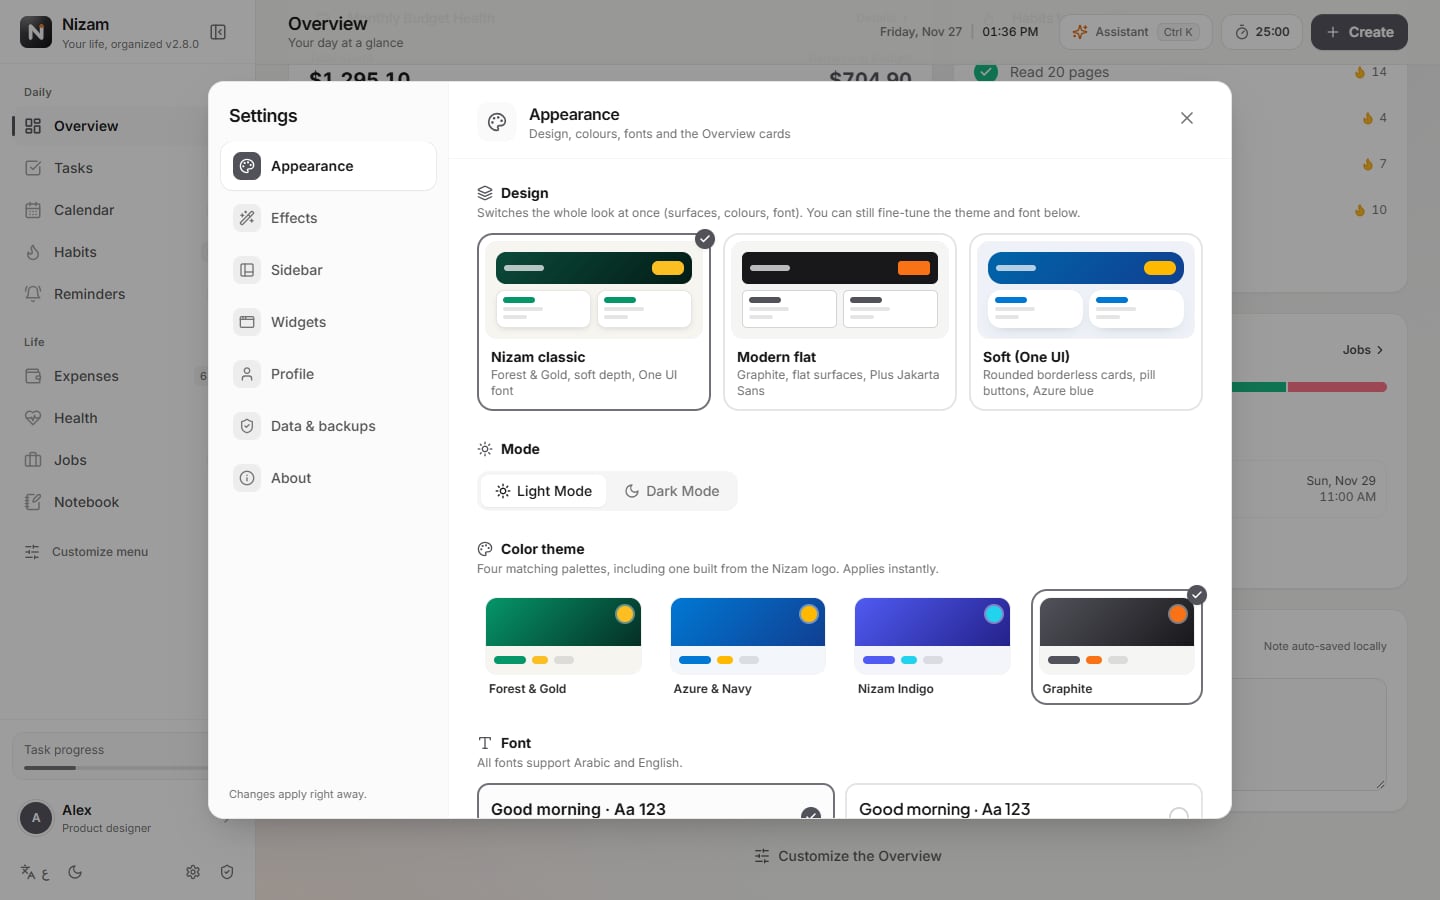 Nizam
Your life, organized v2.8.0
Overview
Your day at a glance
Monthly Budget Health
Friday, Nov 27
01:36 PM
Assistant
Ctrl K
25:00
Create
Daily
Overview
Tasks
Calendar
Habits
Reminders
Life
Expenses
6
Health
Jobs
Notebook
Customize menu
Task progress
A
Alex
Product designer
ع
$1,295.10
$704.90
Read 20 pages
14
4
7
10
Jobs
Sun, Nov 29
11:00 AM
Note auto-saved locally
Customize the Overview
Settings
Appearance
Effects
Sidebar
Widgets
Profile
Data & backups
About
Changes apply right away.
Appearance
Design, colours, fonts and the Overview cards
Design
Switches the whole look at once (surfaces, colours, font). You can still fine-tune the theme and font below.
Nizam classic
Forest & Gold, soft depth, One UI
font
Modern flat
Graphite, flat surfaces, Plus Jakarta
Sans
Soft (One UI)
Rounded borderless cards, pill
buttons, Azure blue
Mode
Light Mode
Dark Mode
Color theme
Four matching palettes, including one built from the Nizam logo. Applies instantly.
Forest & Gold
Azure & Navy
Nizam Indigo
Graphite
Font
All fonts support Arabic and English.
Good morning · Aa 123
Good morning · Aa 123